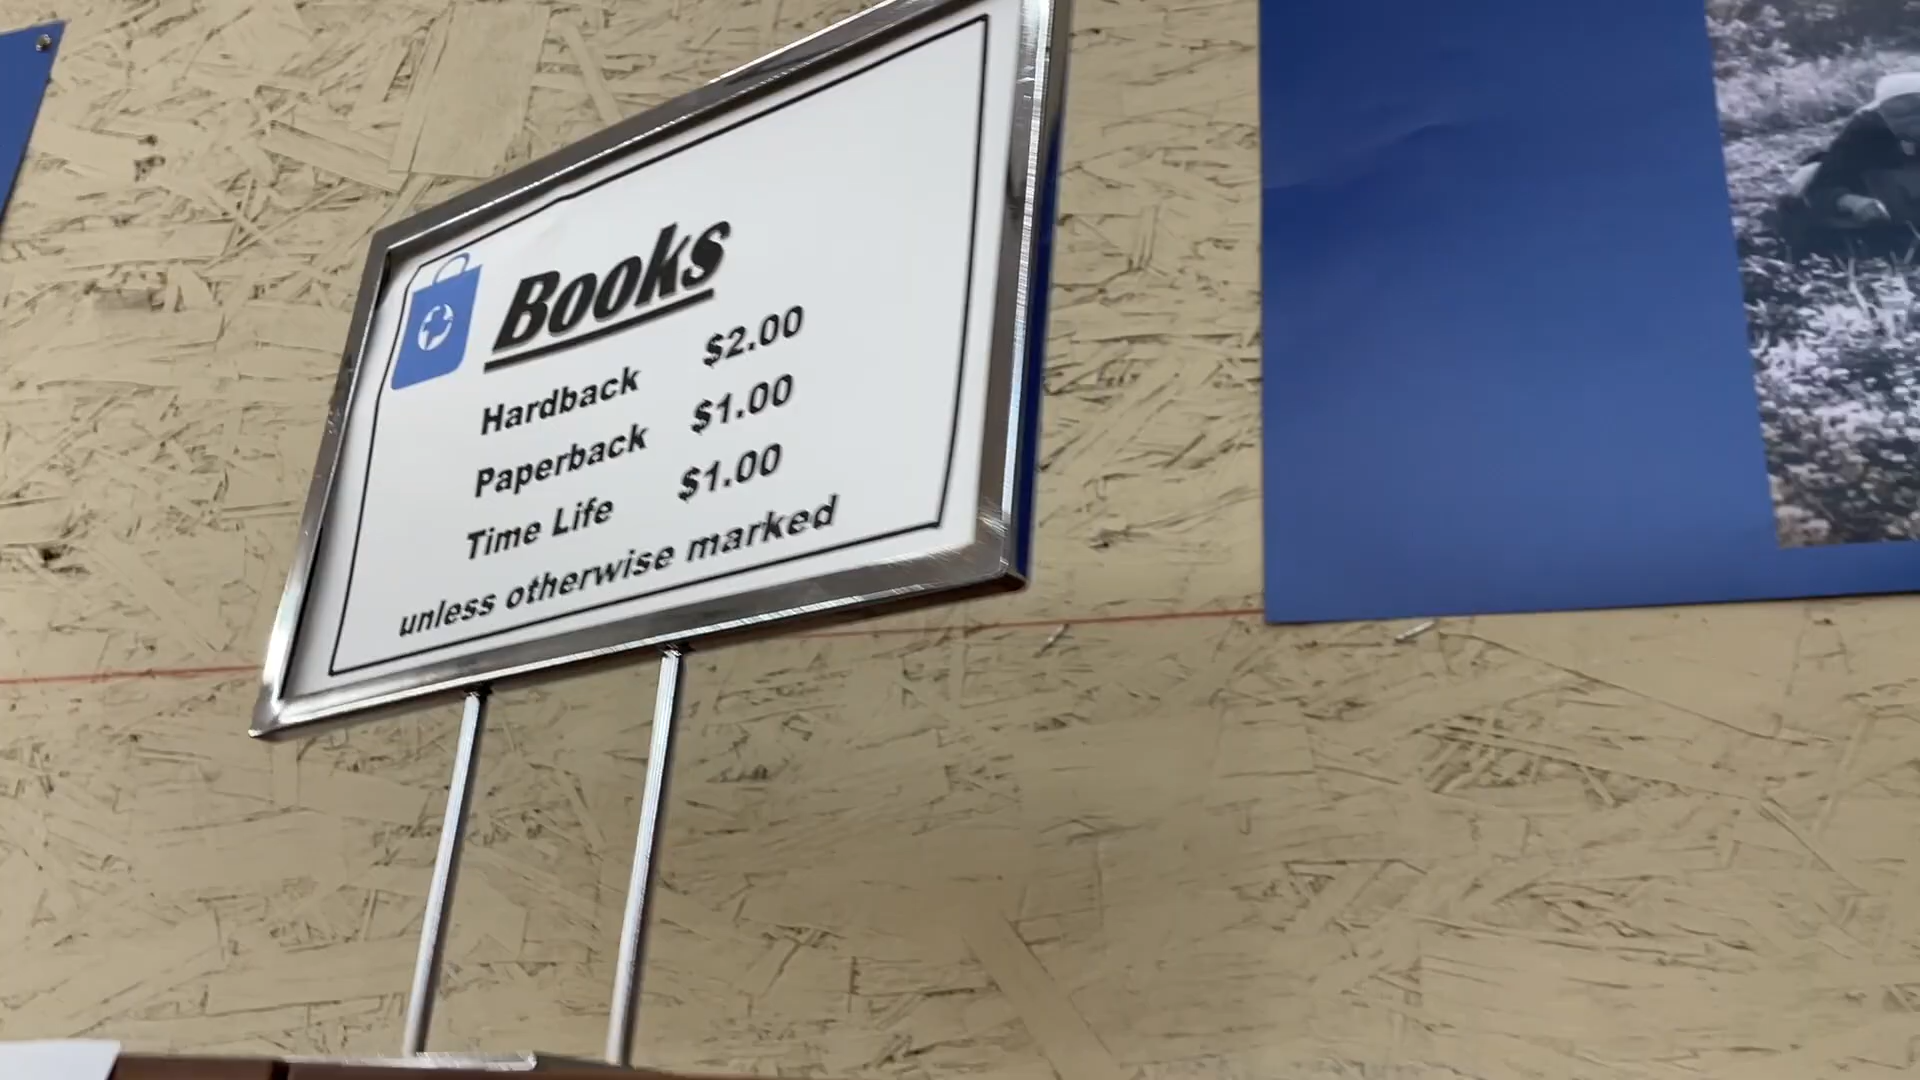 Books
Hardback $2.00
Paperback $1.00
Time Life $1.00
unless otherwise marked